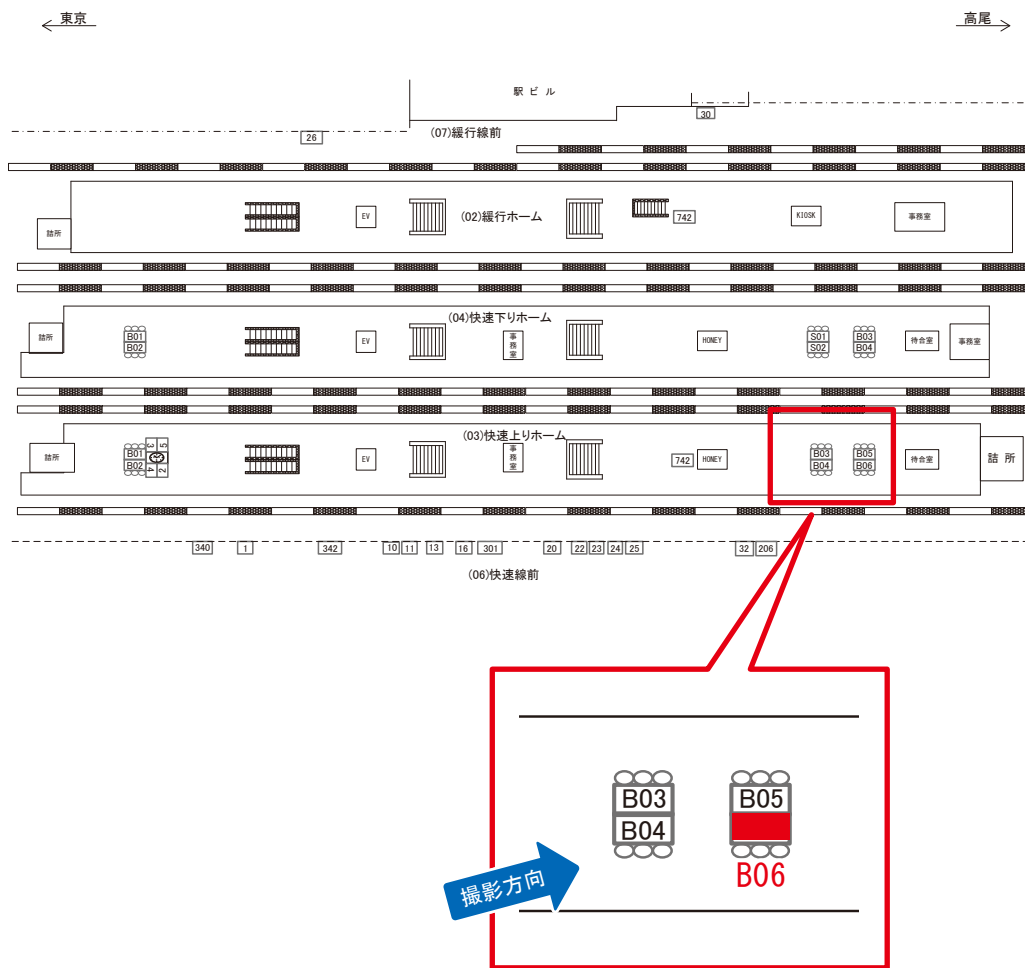 東京
高尾
駅ビル
30
26
(07)緩行線前
EV
(02)緩行ホーム
742
KIOSK
事務室
詰所
(04)快速下りホーム
詰所
B01
B02
EV
事務室
HONEY
S01
S02
B03
B04
待合室
事務室
(03)快速上りホーム
詰所
B01
B02
3
5
4
2
EV
事務室
742
HONEY
B03
B04
B05
B06
待合室
詰所
340
1
342
10
11
13
16
301
20
22
23
24
25
32
206
(06)快速線前
B03
B04
B05
B06
撮影方向